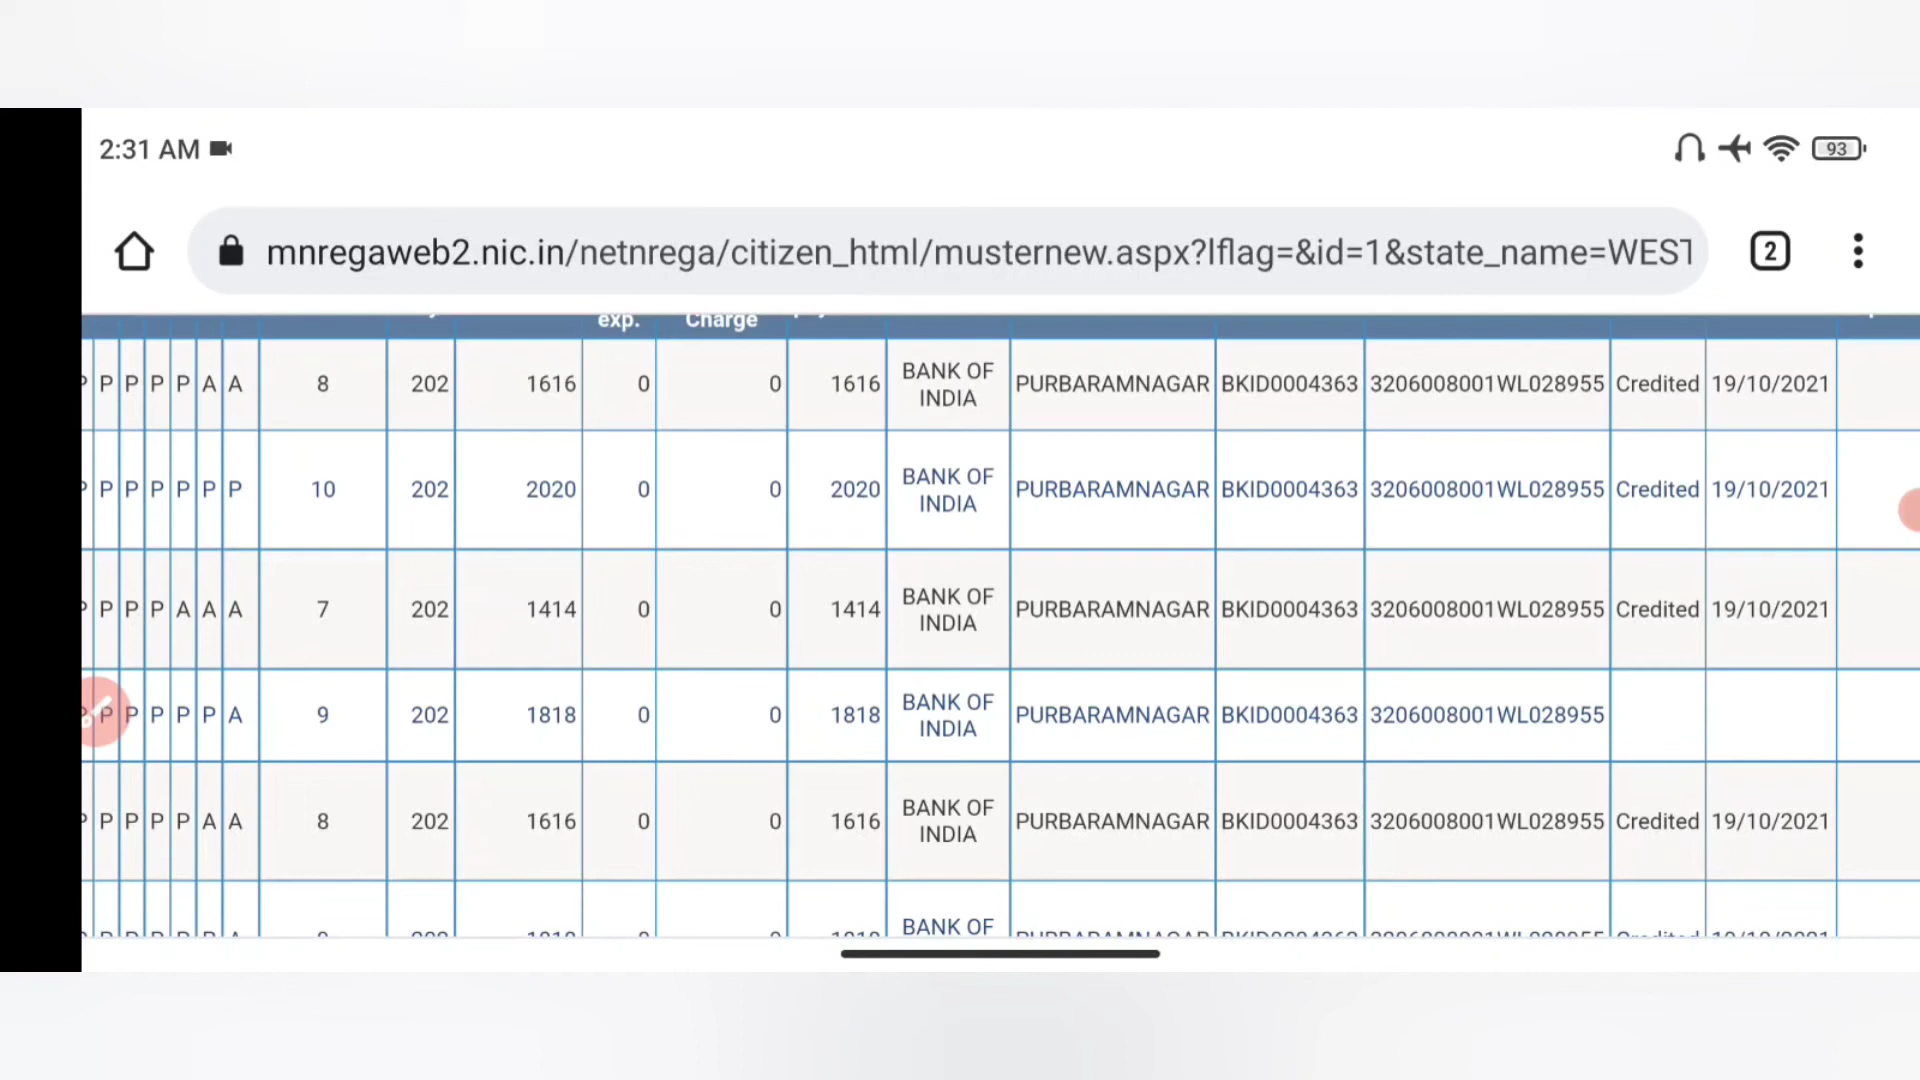 2:31 AM
93
mnregaweb2.nic.in/netnrega/citizen_html/musternew.aspx?lflag=&id=1&state_name=WEST
2
exp. Charge
P P P P A A 8 202 1616 0 0 1616 BANK OF INDIA PURBARAMNAGAR BKID0004363 3206008001WL028955 Credited 19/10/2021
P P P P P P 10 202 2020 0 0 2020 BANK OF INDIA PURBARAMNAGAR BKID0004363 3206008001WL028955 Credited 19/10/2021
P P P A A A 7 202 1414 0 0 1414 BANK OF INDIA PURBARAMNAGAR BKID0004363 3206008001WL028955 Credited 19/10/2021
P P P P P A 9 202 1818 0 0 1818 BANK OF INDIA PURBARAMNAGAR BKID0004363 3206008001WL028955
P P P P A A 8 202 1616 0 0 1616 BANK OF INDIA PURBARAMNAGAR BKID0004363 3206008001WL028955 Credited 19/10/2021
BANK OF